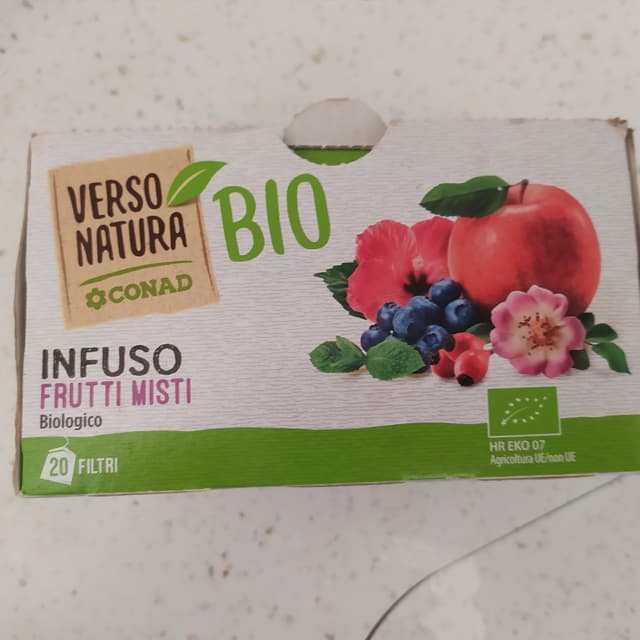 VERSO
NATURA
CONAD
BIO
INFUSO
FRUTTI MISTI
Biologico
20 FILTRI
HR EKO 07
Agricoltura UE/non UE